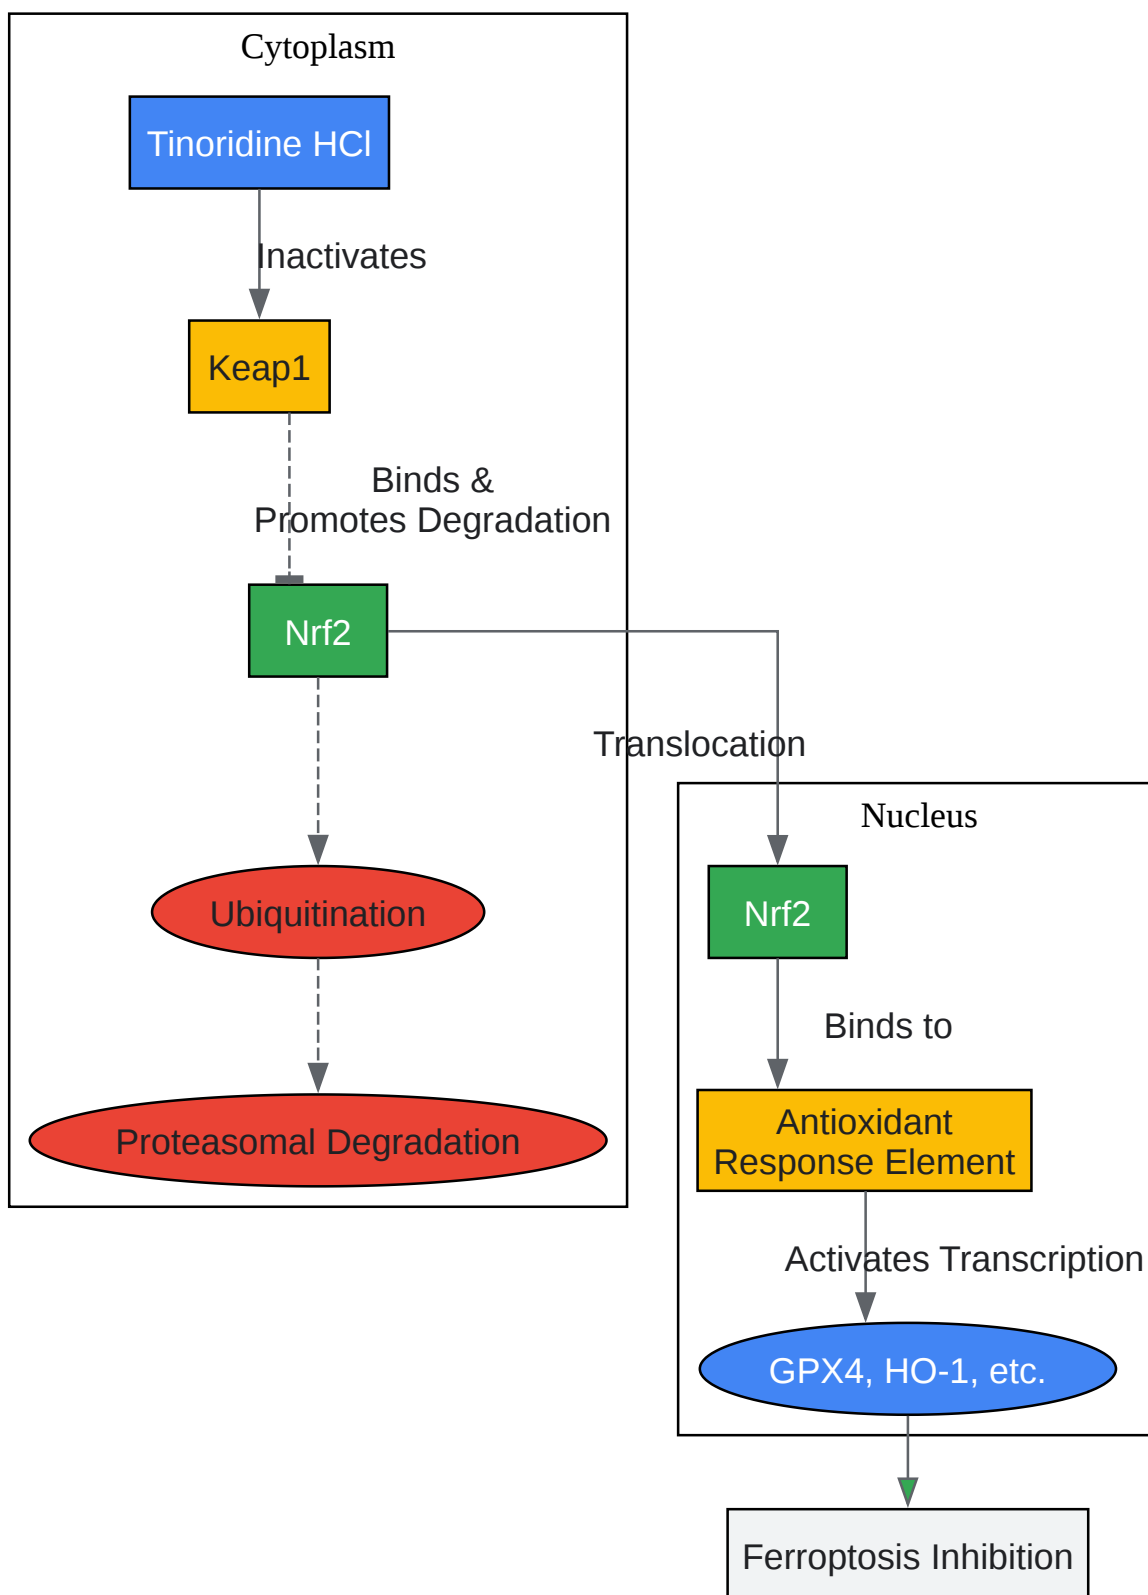 Cytoplasm
Tinoridine HCl
Inactivates
Keap1
Binds &
Promotes Degradation
Nrf2
Translocation
Ubiquitination
Proteasomal Degradation
Nucleus
Nrf2
Binds to
Antioxidant
Response Element
Activates Transcription
GPX4, HO-1, etc.
Ferroptosis Inhibition